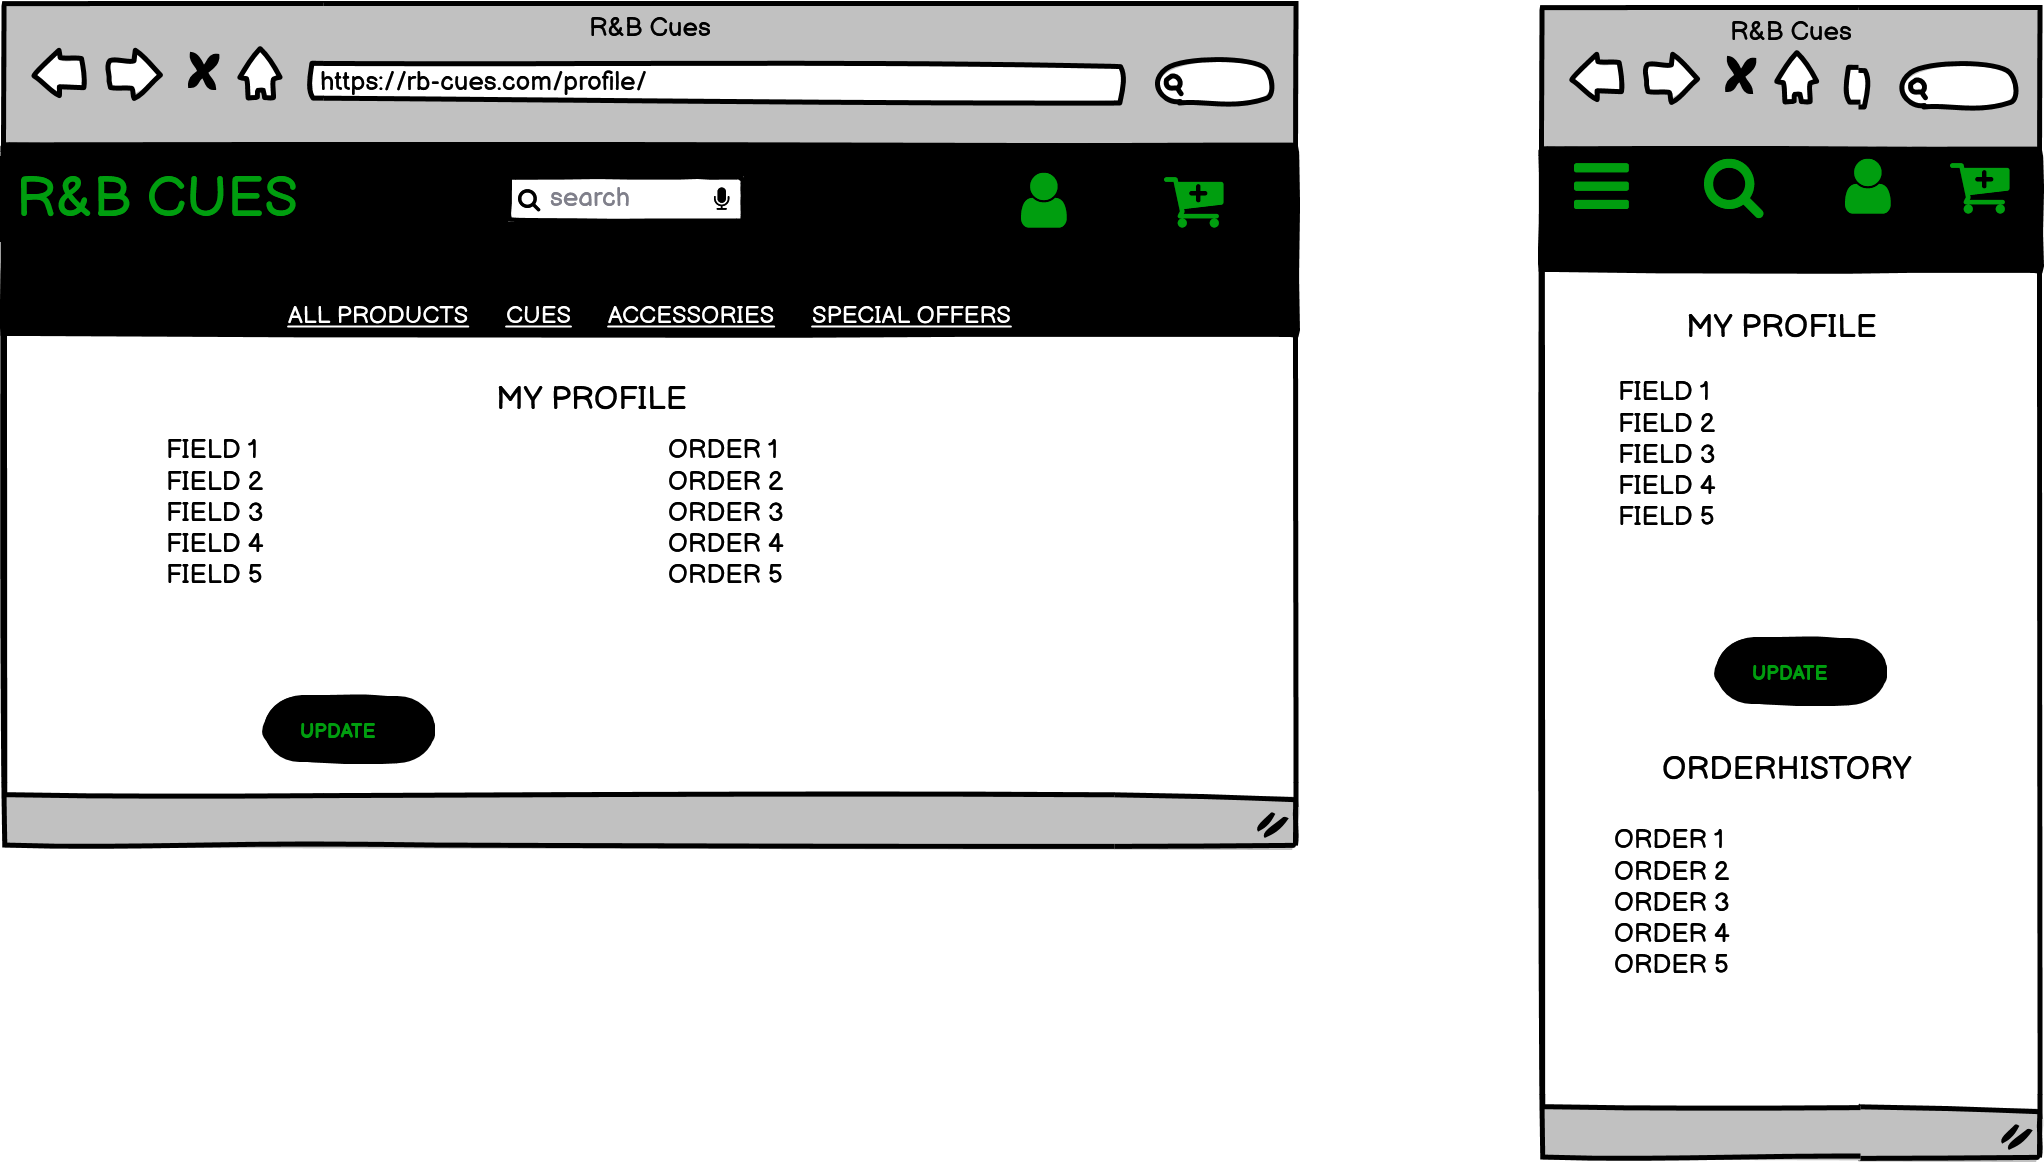 R&B Cues
https://rb-cues.com/profile/
R&B CUES
search
ALL PRODUCTS CUES ACCESSORIES SPECIAL OFFERS
MY PROFILE
FIELD 1
FIELD 2
FIELD 3
FIELD 4
FIELD 5
ORDER 1
ORDER 2
ORDER 3
ORDER 4
ORDER 5
UPDATE
R&B Cues
MY PROFILE
FIELD 1
FIELD 2
FIELD 3
FIELD 4
FIELD 5
UPDATE
ORDERHISTORY
ORDER 1
ORDER 2
ORDER 3
ORDER 4
ORDER 5